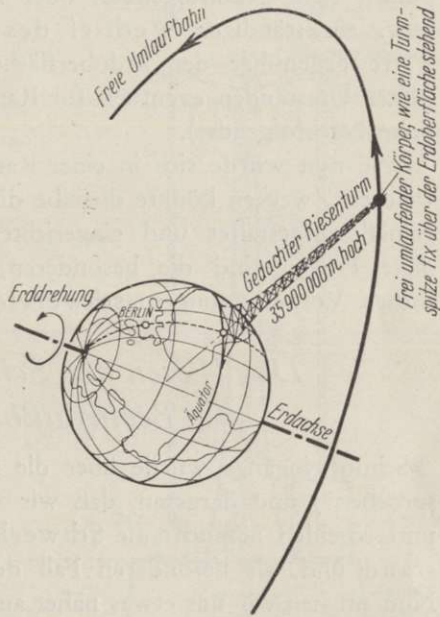 Freie Umlaufbahn
Frei umlaufender Körper, wie eine Turm-
spitze fix über der Erdoberfläche stehend
Gedachter Riesenturm
35 900 000 m hoch
Erddrehung
BERLIN
Äquator
Erdachse